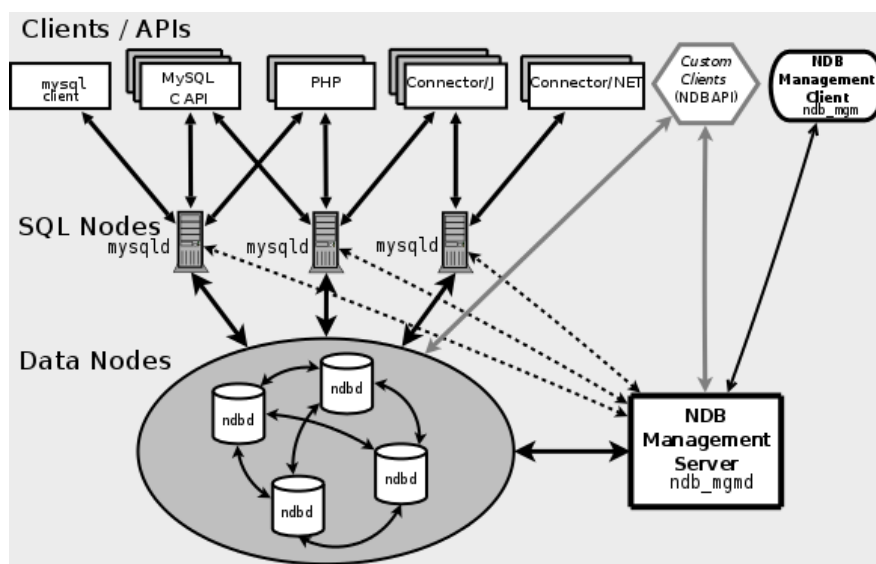 Clients / APIs
mysql
client
MySQL
C API
PHP
Connector/J
Connector/NET
Custom
Clients
(NDBAPI)
NDB
Management
Client
ndb_mgm
SQL Nodes
mysqld
mysqld
mysqld
Data Nodes
ndbd
ndbd
ndbd
ndbd
NDB
Management
Server
ndb_mgmd